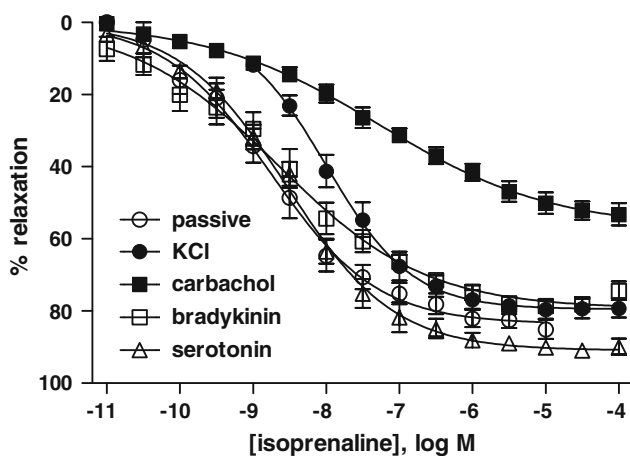 0
20
40
60
80
100
% relaxation
passive
KCl
carbachol
bradykinin
serotonin
-11 -10 -9 -8 -7 -6 -5 -4
[isoprenaline], log M